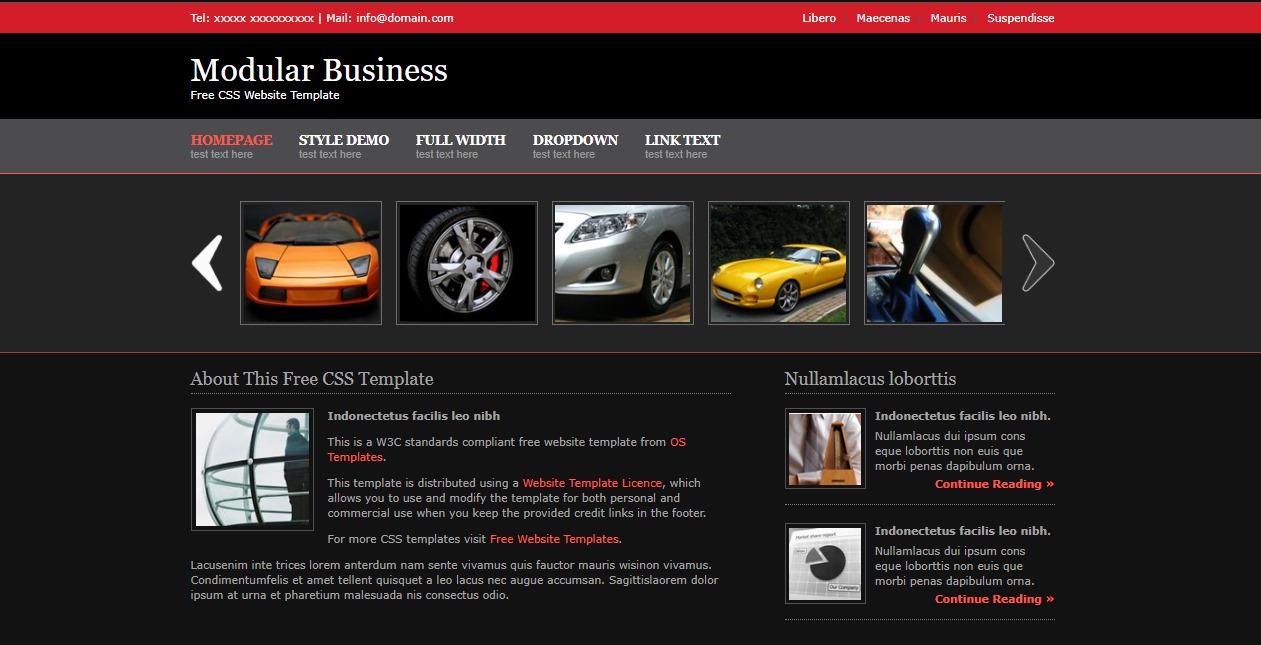 Tel: xxxxx xxxxxxxxxx | Mail: info@domain.com
Libero | Maecenas | Mauris | Suspendisse
Modular Business
Free CSS Website Template
HOMEPAGE STYLE DEMO FULL WIDTH DROPDOWN LINK TEXT
test text here test text here test text here test text here test text here
About This Free CSS Template
Indonectetus facilis leo nibh
This is a W3C standards compliant free website template from OS
Templates.
This template is distributed using a Website Template Licence, which
allows you to use and modify the template for both personal and
commercial use when you keep the provided credit links in the footer.
For more CSS templates visit Free Website Templates.
Lacusenim inte trices lorem anterdum nam sente vivamus quis fauctor mauris wisinon vivamus.
Condimentumfelis et amet tellent quisquet a leo lacus nec augue accumsan. Sagittislaorem dolor
ipsum at urna et pharetium malesuada nis consectus odio.
Nullamlacus loborttis
Indonectetus facilis leo nibh.
Nullamlacus dui ipsum cons
eque loborttis non euis que
morbi penas dapibulum orna.
Continue Reading »
Market share report
Our Company
Indonectetus facilis leo nibh.
Nullamlacus dui ipsum cons
eque loborttis non euis que
morbi penas dapibulum orna.
Continue Reading »